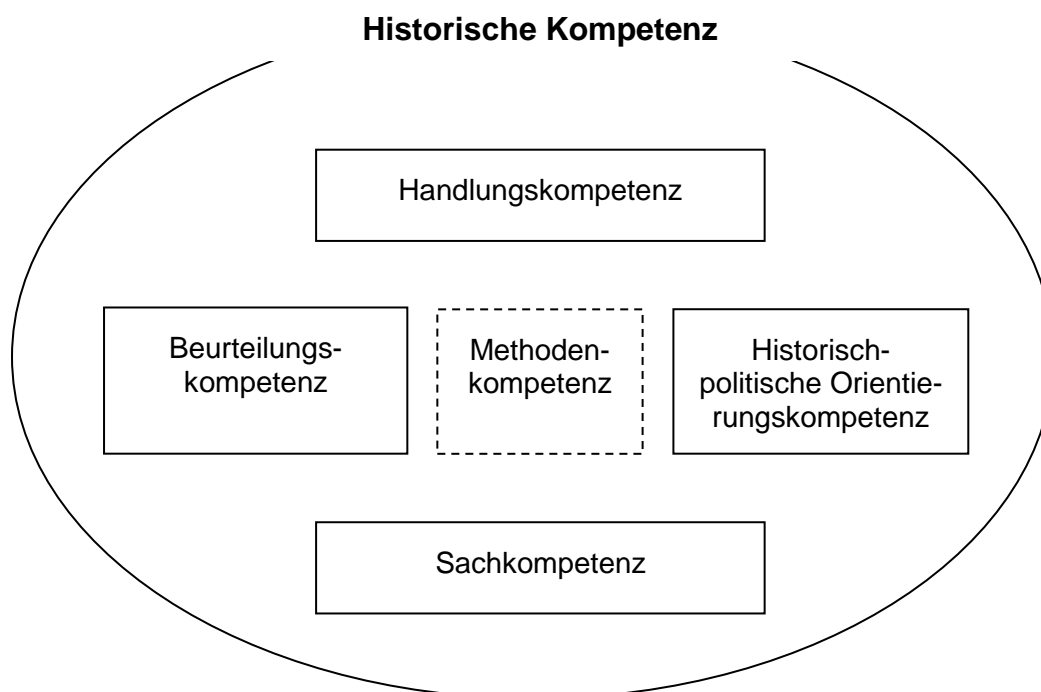 Historische Kompetenz
Handlungskompetenz
Beurteilungs-
kompetenz
Methoden-
kompetenz
Historisch-
politische Orientie-
rungskompetenz
Sachkompetenz